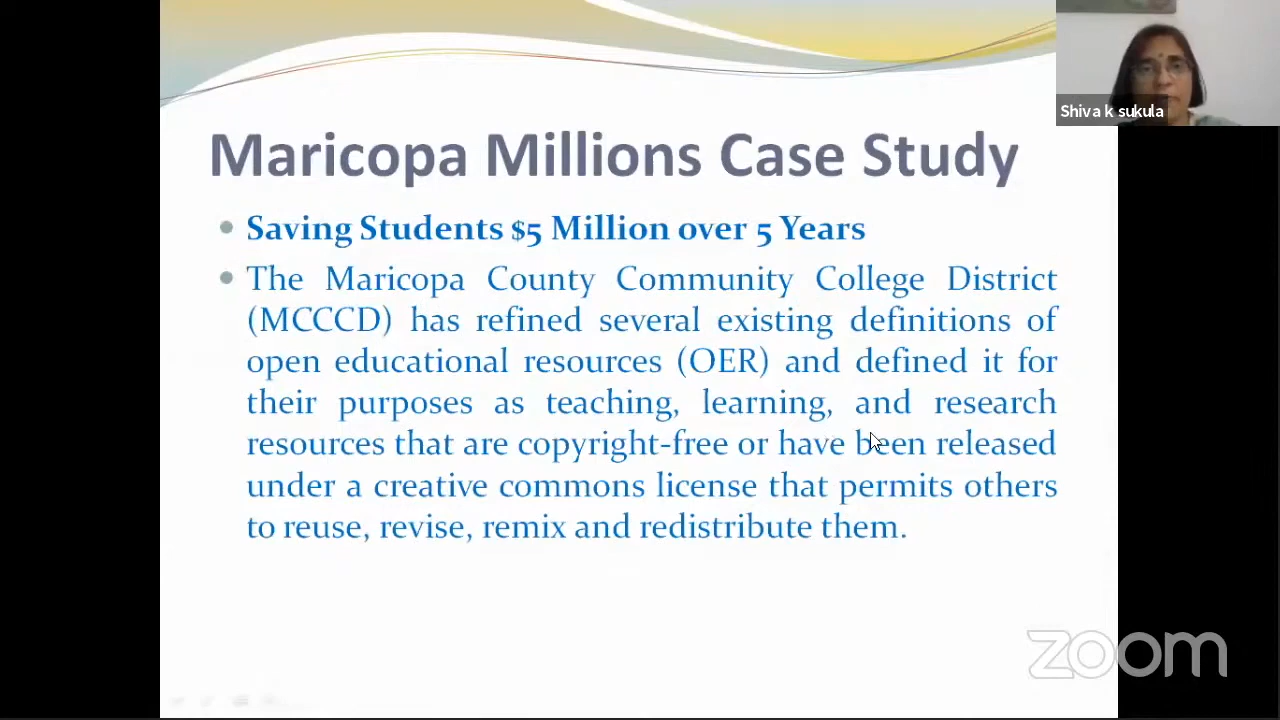 Shiva k sukula
Maricopa Millions Case Study
Saving Students $5 Million over 5 Years
The Maricopa County Community College District
(MCCCD) has refined several existing definitions of
open educational resources (OER) and defined it for
their purposes as teaching, learning, and research
resources that are copyright-free or have been released
under a creative commons license that permits others
to reuse, revise, remix and redistribute them.
zoom